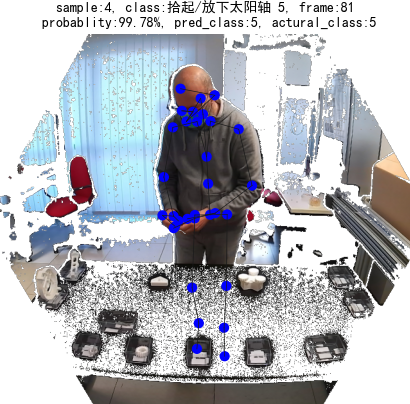 sample:4, class:拾起/放下太阳轴 5, frame:81
probablity:99.78%, pred_class:5, actural_class:5